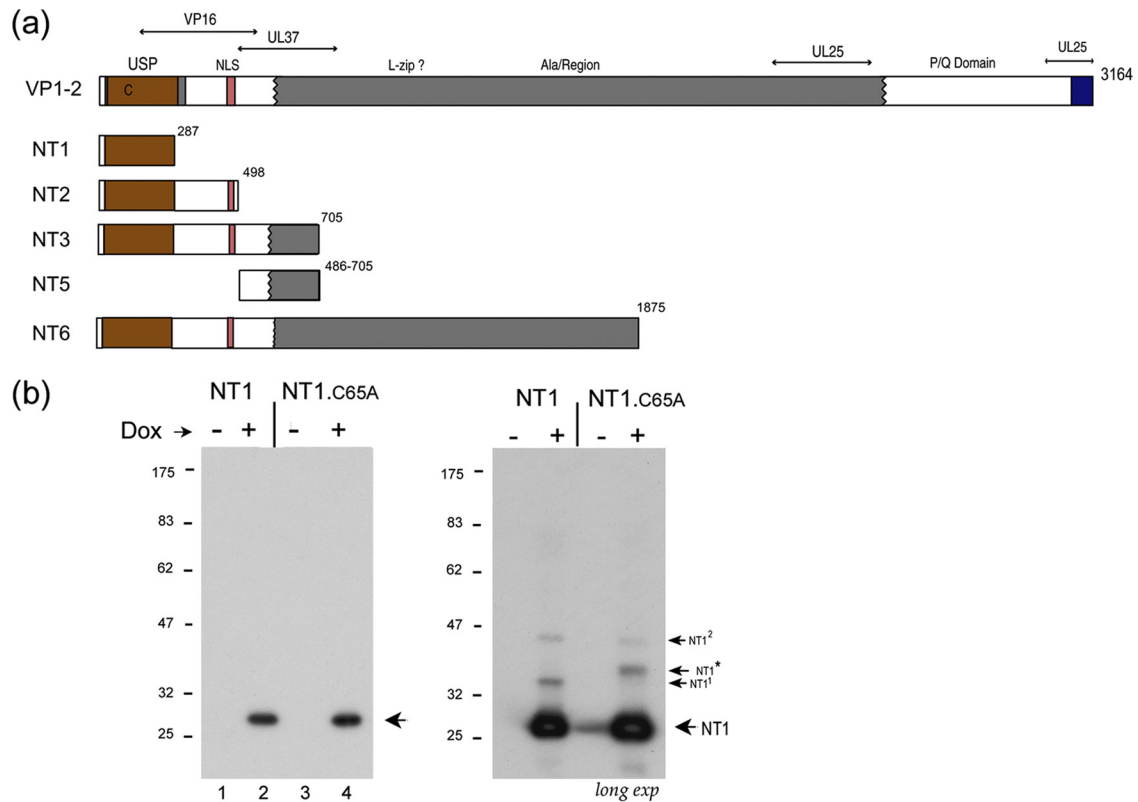 (a)
VP16
UL37
USP
NLS
L-zip ?
Ala/Region
UL25
P/Q Domain
UL25
VP1-2
C
3164
NT1
287
NT2
498
NT3
705
NT5
486-705
NT6
1875
(b)
NT1 NT1.C65A
Dox - + - +
175
83
62
47
32
25
1 2 3 4
NT1 NT1.C65A
- + - +
175
83
62
47
32
25
NT1²
NT1*
NT1¹
NT1
long exp